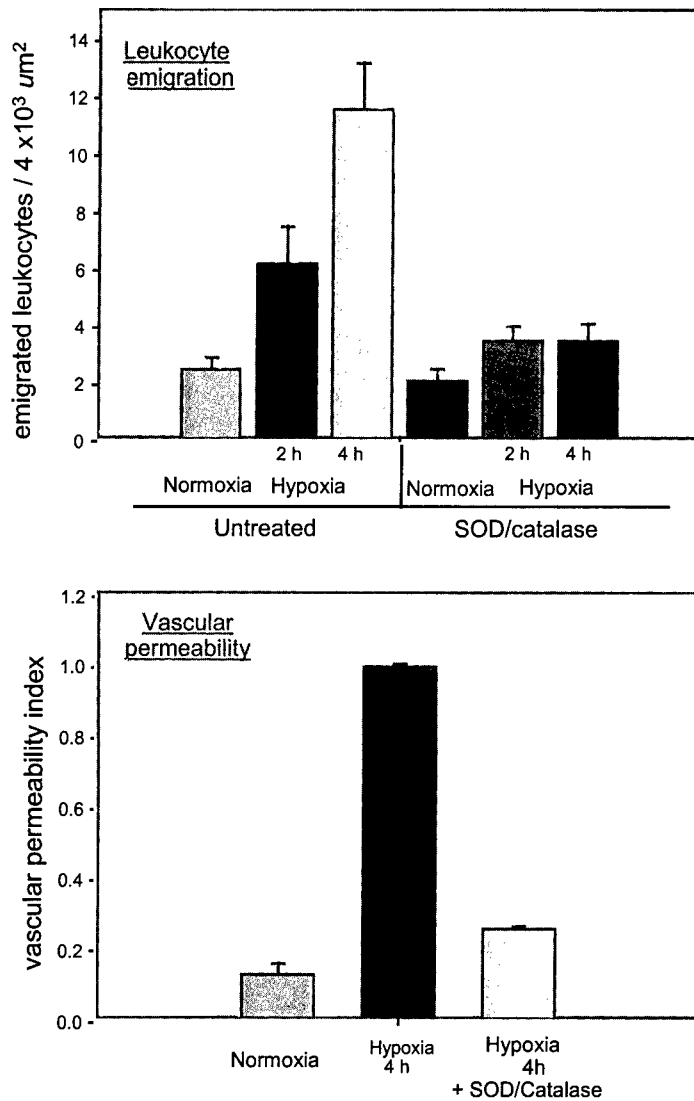 Leukocyte
emigration
emigrated leukocytes / 4 x10³ um²
14
12
10
8
6
4
2
0
2 h 4 h 2 h 4 h
Normoxia Hypoxia Normoxia Hypoxia
Untreated SOD/catalase
Vascular
permeability
vascular permeability index
1.2
1.0
0.8
0.6
0.4
0.2
0.0
Normoxia Hypoxia Hypoxia
4 h 4h
+ SOD/Catalase